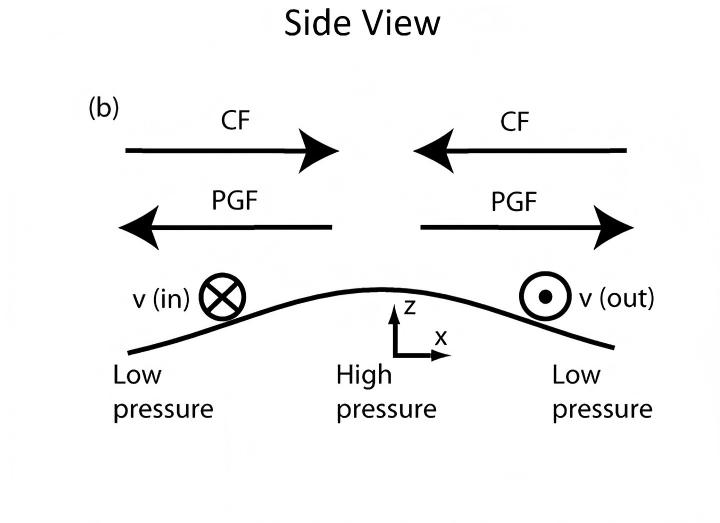 Side View
(b)
CF
CF
PGF
PGF
v (in)
v (out)
z
x
Low
pressure
High
pressure
Low
pressure